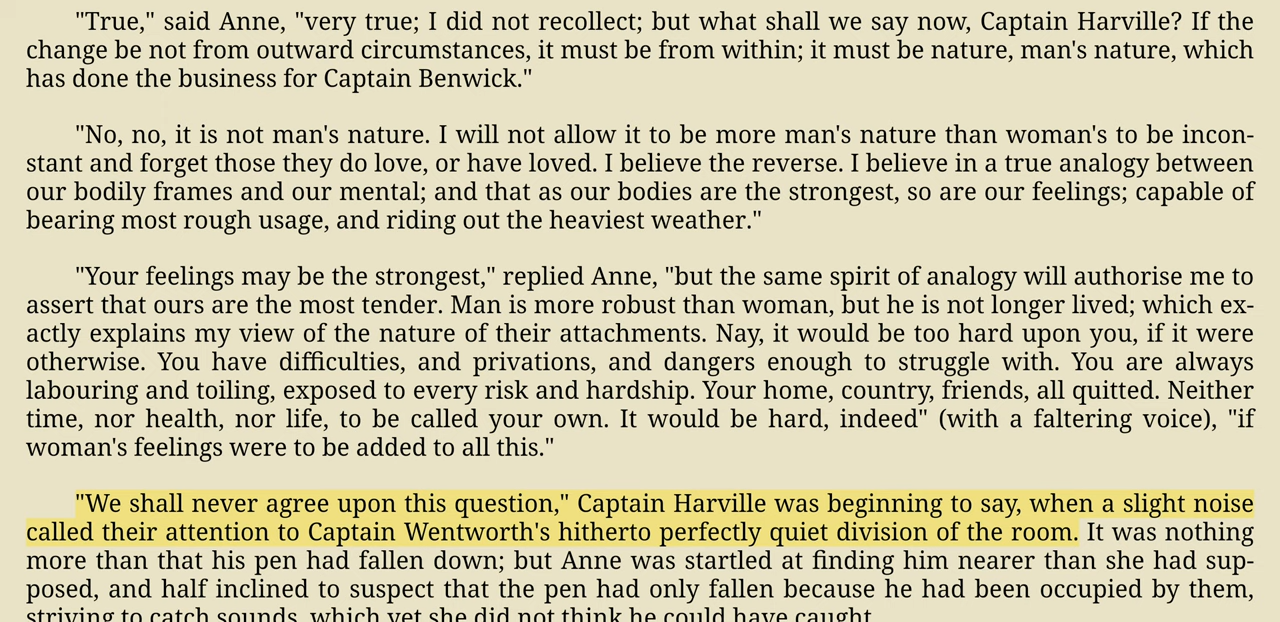 "True," said Anne, "very true; I did not recollect; but what shall we say now, Captain Harville? If the
change be not from outward circumstances, it must be from within; it must be nature, man's nature, which
has done the business for Captain Benwick."
"No, no, it is not man's nature. I will not allow it to be more man's nature than woman's to be incon-
stant and forget those they do love, or have loved. I believe the reverse. I believe in a true analogy between
our bodily frames and our mental; and that as our bodies are the strongest, so are our feelings; capable of
bearing most rough usage, and riding out the heaviest weather."
"Your feelings may be the strongest," replied Anne, "but the same spirit of analogy will authorise me to
assert that ours are the most tender. Man is more robust than woman, but he is not longer lived; which ex-
actly explains my view of the nature of their attachments. Nay, it would be too hard upon you, if it were
otherwise. You have difficulties, and privations, and dangers enough to struggle with. You are always
labouring and toiling, exposed to every risk and hardship. Your home, country, friends, all quitted. Neither
time, nor health, nor life, to be called your own. It would be hard, indeed" (with a faltering voice), "if
woman's feelings were to be added to all this."
"We shall never agree upon this question," Captain Harville was beginning to say, when a slight noise
called their attention to Captain Wentworth's hitherto perfectly quiet division of the room. It was nothing
more than that his pen had fallen down; but Anne was startled at finding him nearer than she had sup-
posed, and half inclined to suspect that the pen had only fallen because he had been occupied by them,
striving to catch sounds, which yet she did not think he could have caught.